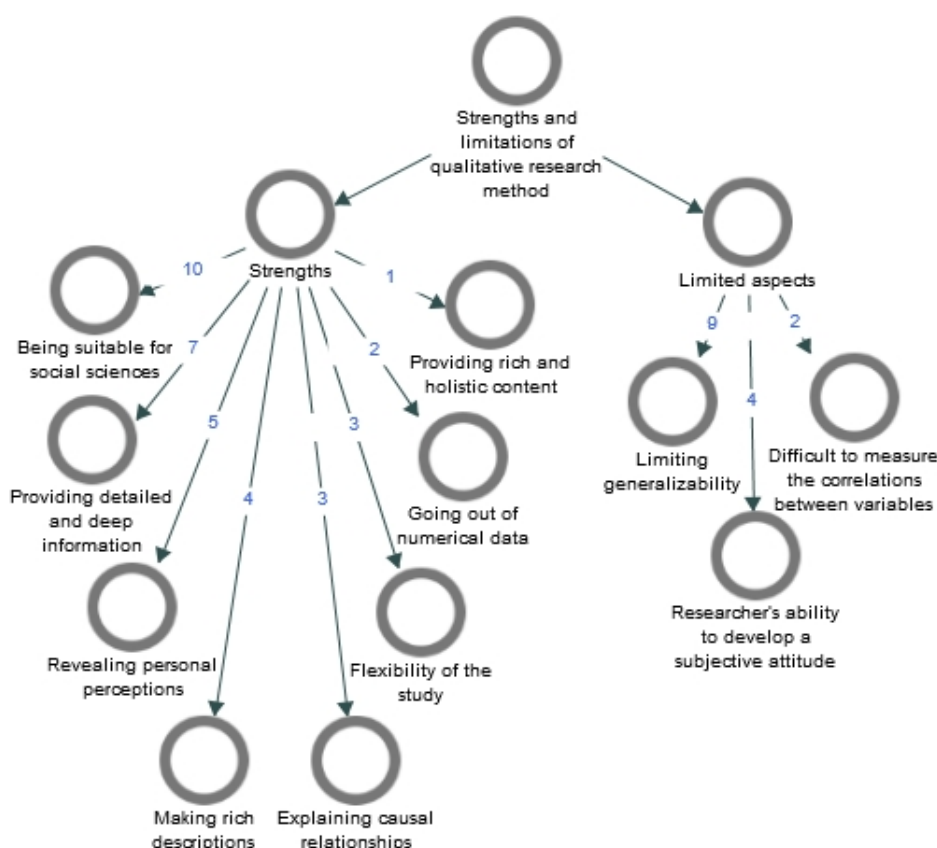 Strengths and
limitations of
qualitative research
method
Strengths
Limited aspects
10
1
9
2
Being suitable for
social sciences
7
2
Providing rich and
holistic content
5
3
4
Limiting
generalizability
Difficult to measure
the correlations
between variables
Providing detailed
and deep
information
4
3
Going out of
numerical data
Researcher's ability
to develop a
subjective attitude
Revealing personal
perceptions
Flexibility of the
study
Making rich
descriptions
Explaining causal
relationships